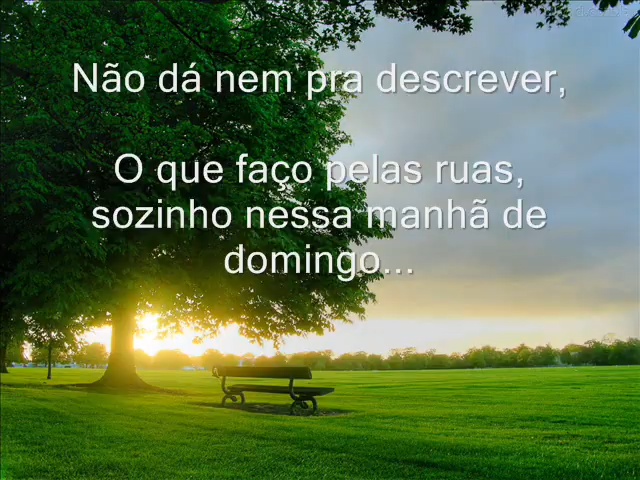 Não dá nem pra descrever,
O que faço pelas ruas,
sozinho nessa manhã de
domingo...